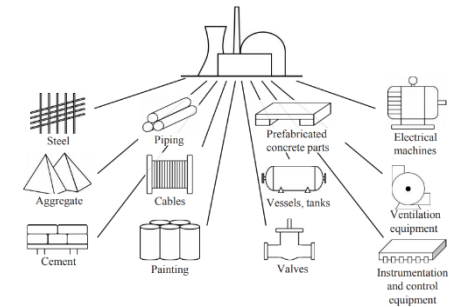 Steel
Piping
Prefabricated
concrete parts
Electrical
machines
Aggregate
Cables
Vessels, tanks
Ventilation
equipment
Cement
Painting
Valves
Instrumentation
and control
equipment